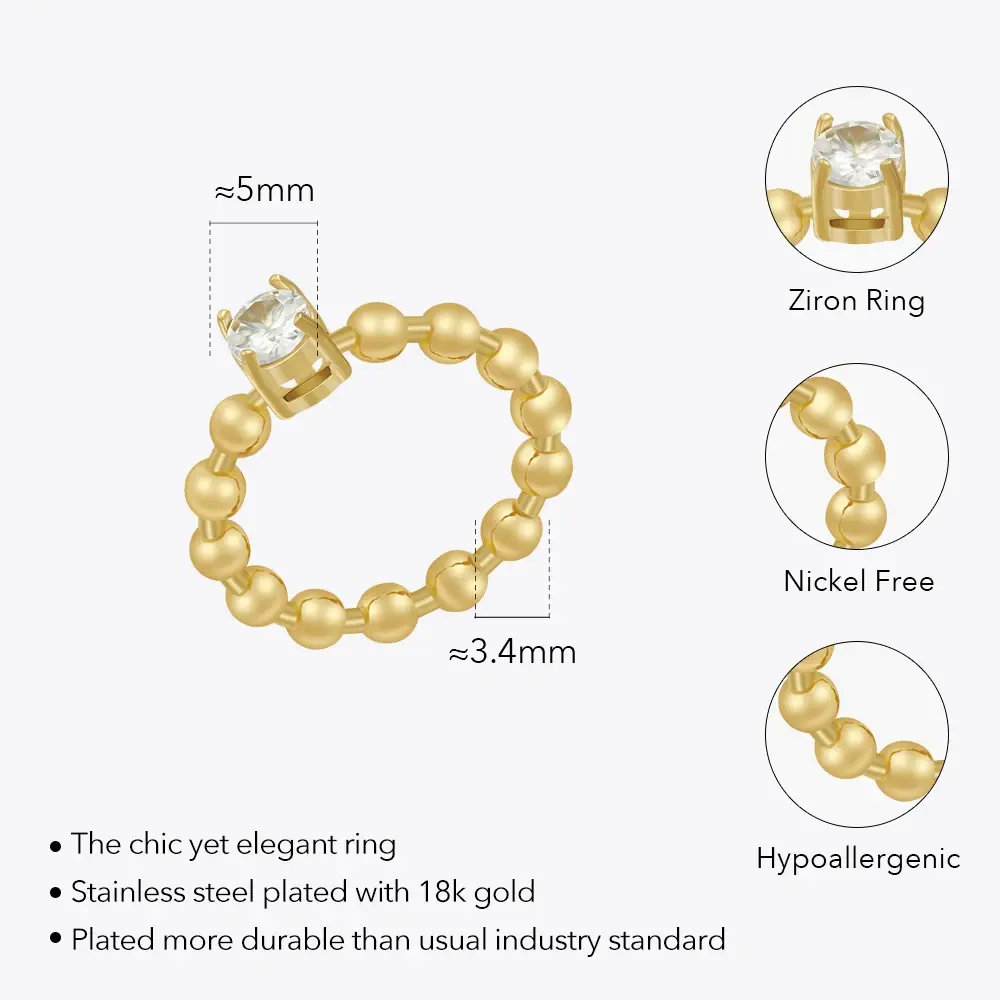 ≈5mm
Ziron Ring
Nickel Free
≈3.4mm
Hypoallergenic
• The chic yet elegant ring
• Stainless steel plated with 18k gold
• Plated more durable than usual industry standard